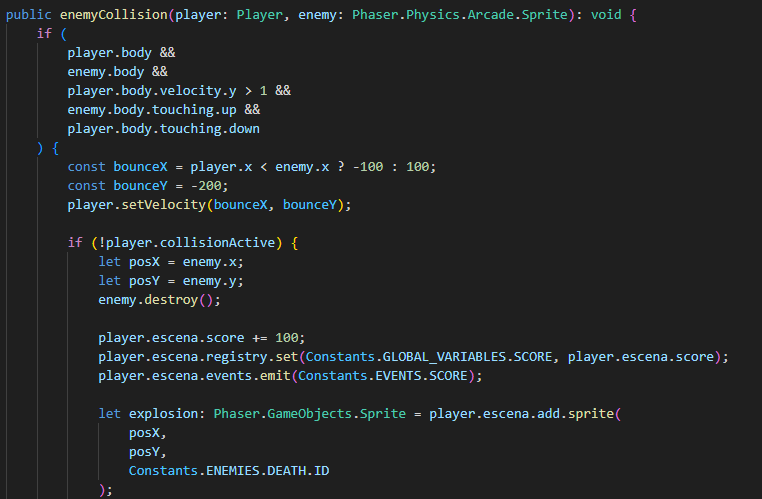 public enemyCollision(player: Player, enemy: Phaser.Physics.Arcade.Sprite): void {
if (
player.body &&
enemy.body &&
player.body.velocity.y > 1 &&
enemy.body.touching.up &&
player.body.touching.down
) {
const bounceX = player.x < enemy.x ? -100 : 100;
const bounceY = -200;
player.setVelocity(bounceX, bounceY);
if (!player.collisionActive) {
let posX = enemy.x;
let posY = enemy.y;
enemy.destroy();
player.escena.score += 100;
player.escena.registry.set(Constants.GLOBAL_VARIABLES.SCORE, player.escena.score);
player.escena.events.emit(Constants.EVENTS.SCORE);
let explosion: Phaser.GameObjects.Sprite = player.escena.add.sprite(
posX,
posY,
Constants.ENEMIES.DEATH.ID
);